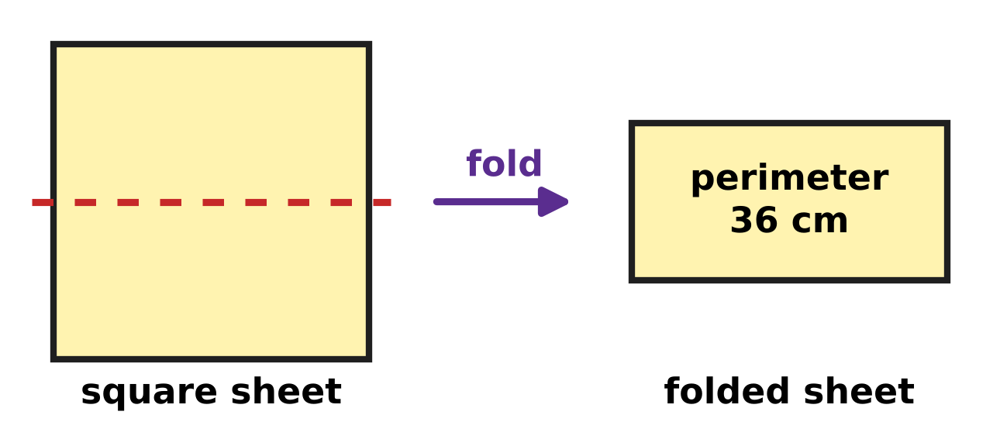 fold
perimeter
36 cm
square sheet
folded sheet